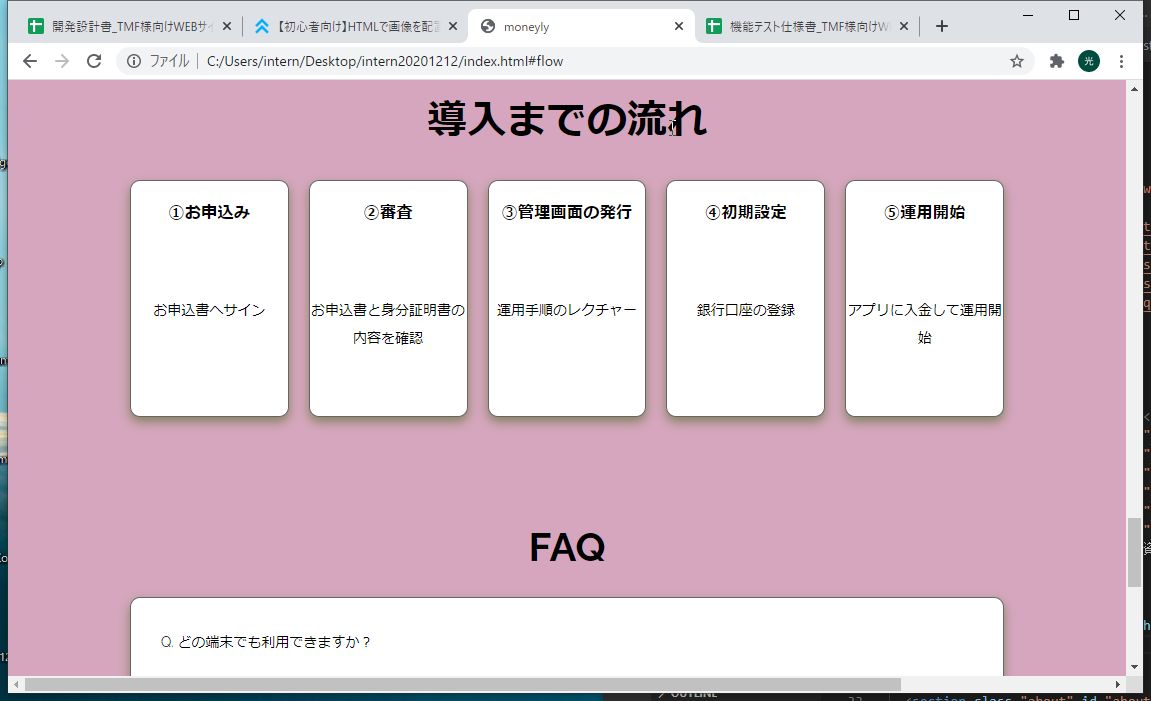 開発設計書_TMF様向けWEBサイ
【初心者向け】HTMLで画像を配置
moneyly
機能テスト仕様書_TMF様向けW
ファイル | C:/Users/intern/Desktop/intern20201212/index.html#flow
光
導入までの流れ
①お申込み
お申込書へサイン
②審査
お申込書と身分証明書の
内容を確認
③管理画面の発行
運用手順のレクチャー
④初期設定
銀行口座の登録
⑤運用開始
アプリに入金して運用開
始
FAQ
Q. どの端末でも利用できますか？
OUTLINE
<section class="about" id="about